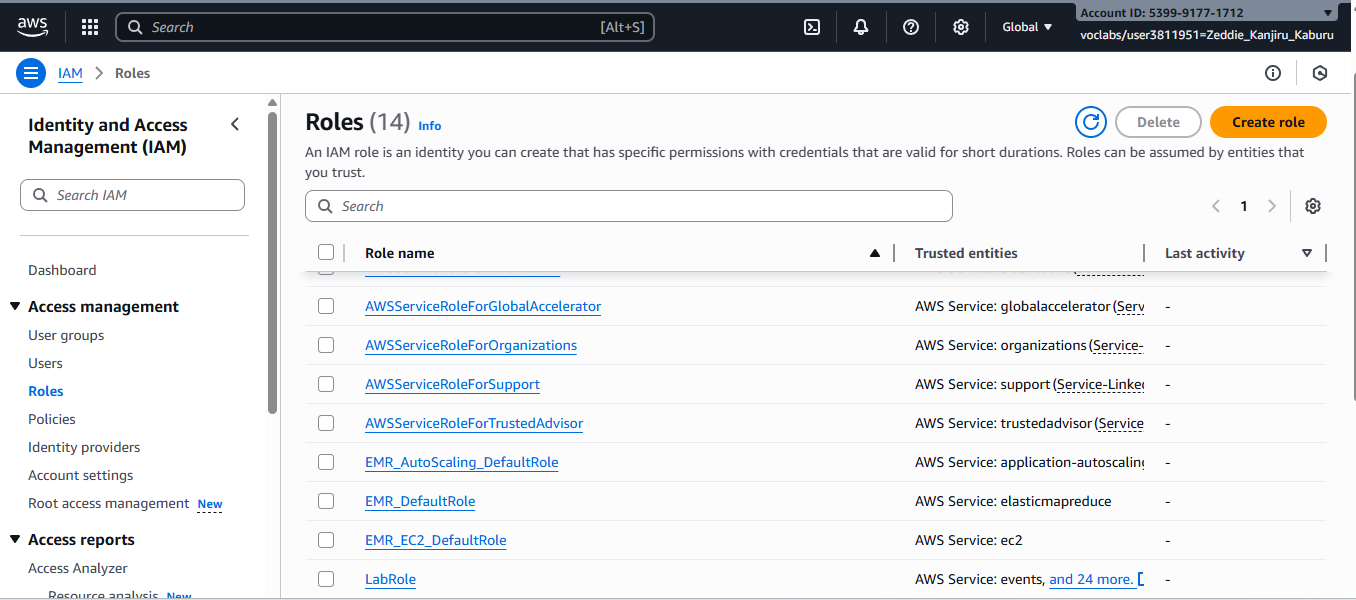 aws
Search [Alt+S]
Global
Account ID: 5399-9177-1712
voclabs/user3811951=Zeddie_Kanjiru_Kaburu
IAM > Roles
Identity and Access
Management (IAM)
Search IAM
Dashboard
Access management
User groups
Users
Roles
Policies
Identity providers
Account settings
Root access management New
Access reports
Access Analyzer
Resource analysis New
Roles (14) Info
Delete
Create role
An IAM role is an identity you can create that has specific permissions with credentials that are valid for short durations. Roles can be assumed by entities that
you trust.
Search
1
Role name Trusted entities Last activity
AWSServiceRoleForGlobalAccelerator AWS Service: globalaccelerator (Serv -
AWSServiceRoleForOrganizations AWS Service: organizations (Service- -
AWSServiceRoleForSupport AWS Service: support (Service-Linke -
AWSServiceRoleForTrustedAdvisor AWS Service: trustedadvisor (Service -
EMR_AutoScaling_DefaultRole AWS Service: application-autoscaling -
EMR_DefaultRole AWS Service: elasticmapreduce -
EMR_EC2_DefaultRole AWS Service: ec2 -
LabRole AWS Service: events, and 24 more. -